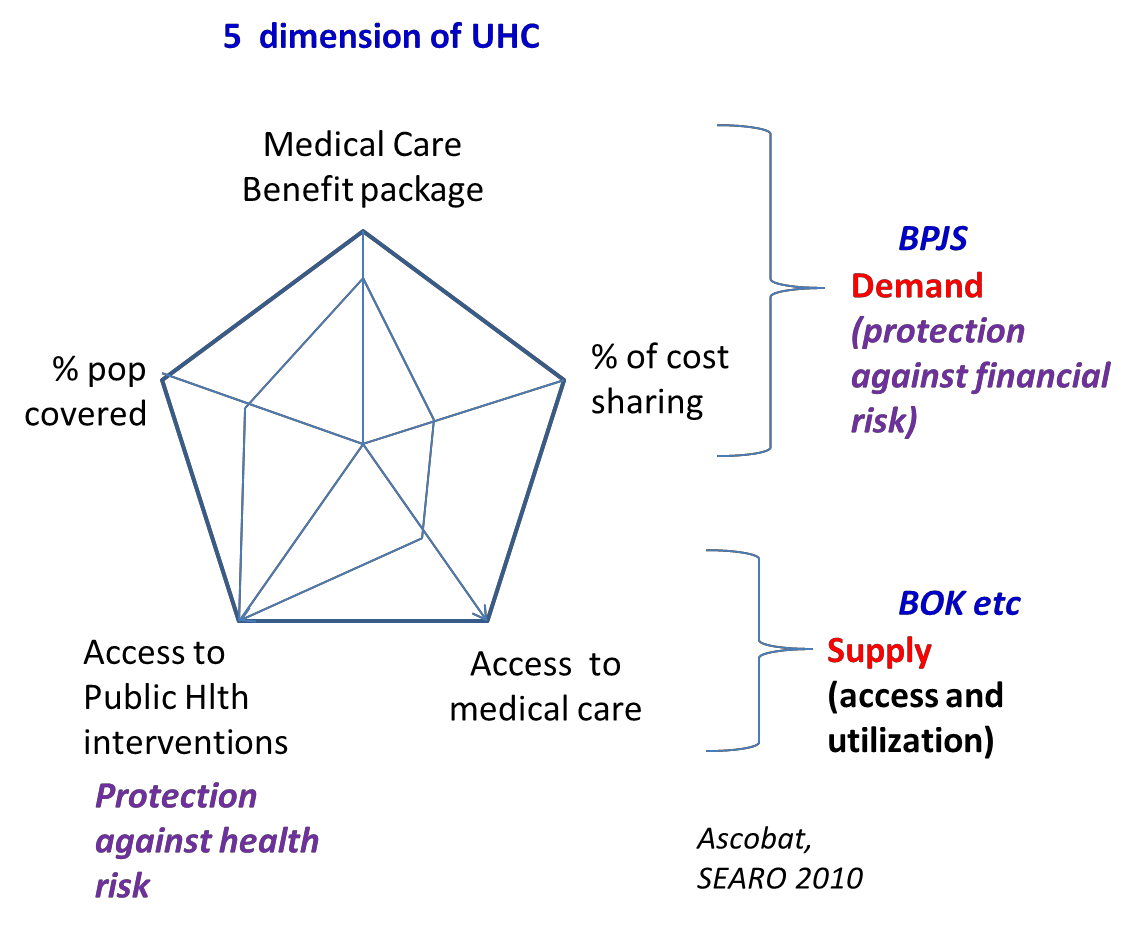 5 dimension of UHC
Medical Care
Benefit package
% pop
covered
% of cost
sharing
BPJS
Demand
(protection
against financial
risk)
Access to
Public Hlth
interventions
Protection
against health
risk
Access to
medical care
BOK etc
Supply
(access and
utilization)
Ascobat,
SEARO 2010